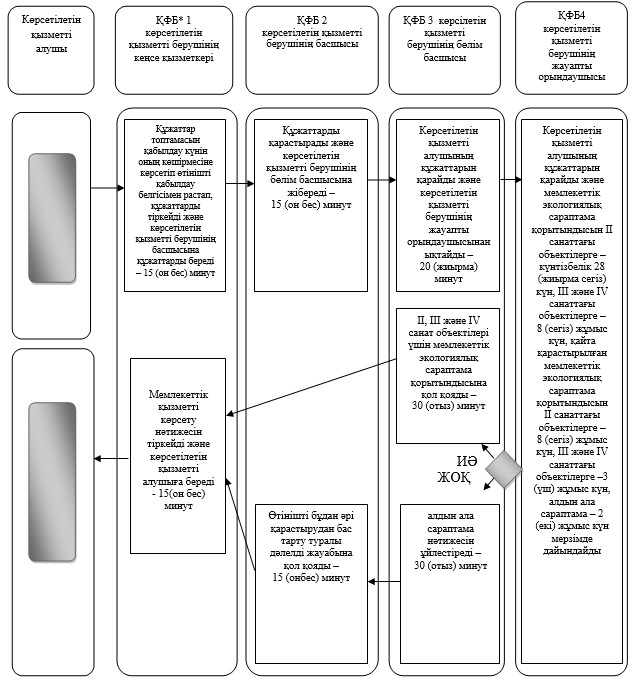 Көрсетілетін
қызметті
алушы
ҚФБ* 1
көрсетілетін
қызметті берушінің
кеңсе қызметкері
ҚФБ 2
көрсетілетін қызметті
берушінің басшысы
ҚФБ 3 көрсілетін
қызметті
берушінің бөлім
басшысы
ҚФБ4
көрсетілетін
қызметті
берушінің
жауапты
орындаушысы
Құжаттар
топтамасын
қабылдау күнін
оның көшірмесіне
көрсетіп өтінішті
қабылдау
белгісімен растап,
құжаттарды
тіркейді және
көрсетілетін
қызметті берушінің
басшысына
құжаттарды береді
– 15 (он бес) минут
Құжаттарды
қарастырады және
көрсетілетін
қызметті берушінің
бөлім басшысына
жібереді –
15 (он бес) минут
Көрсетілетін
қызметті
алушының
құжаттарын
қарайды және
көрсетілетін
қызметті
берушінің
жауапты
орындаушысынан
ықтайды –
20 (жиырма)
минут
Көрсетілетін
қызметті
алушының
құжаттарын
қарайды және
мемлекеттік
экологиялық
сараптама
қорытындысын II
санаттағы
объектілерге –
күнтізбелік 28
(жиырма сегіз)
күн, III және IV
санаттағы
объектілерге –
8 (сегіз) жұмыс
күн, қайта
қарастырылған
мемлекеттік
экологиялық
сараптама
қорытындысын
II санаттағы
объектілерге –
8 (сегіз) жұмыс
күн, III және IV
санаттағы
объектілерге –3
(үш) жұмыс күн,
алдын ала
сараптама – 2
(екі) жұмыс күн
мерзімде
дайындайды
II, III және IV
санат объектілері
үшін мемлекеттік
экологиялық
сараптама
қорытындысына
қол қояды –
30 (отыз) минут
Мемлекеттік
қызметті
көрсету
нәтижесін
тіркейді және
көрсетілетін
қызметті
алушыға береді
- 15(он бес)
минут
ИӘ
ЖОҚ
Өтінішті бұдан әрі
қарастырудан бас
тарту туралы
дәлелді жауабына
қол қояды –
15 (онбес) минут
алдын ала
сараптама
нәтижесін
үйлестіреді –
30 (отыз) минут